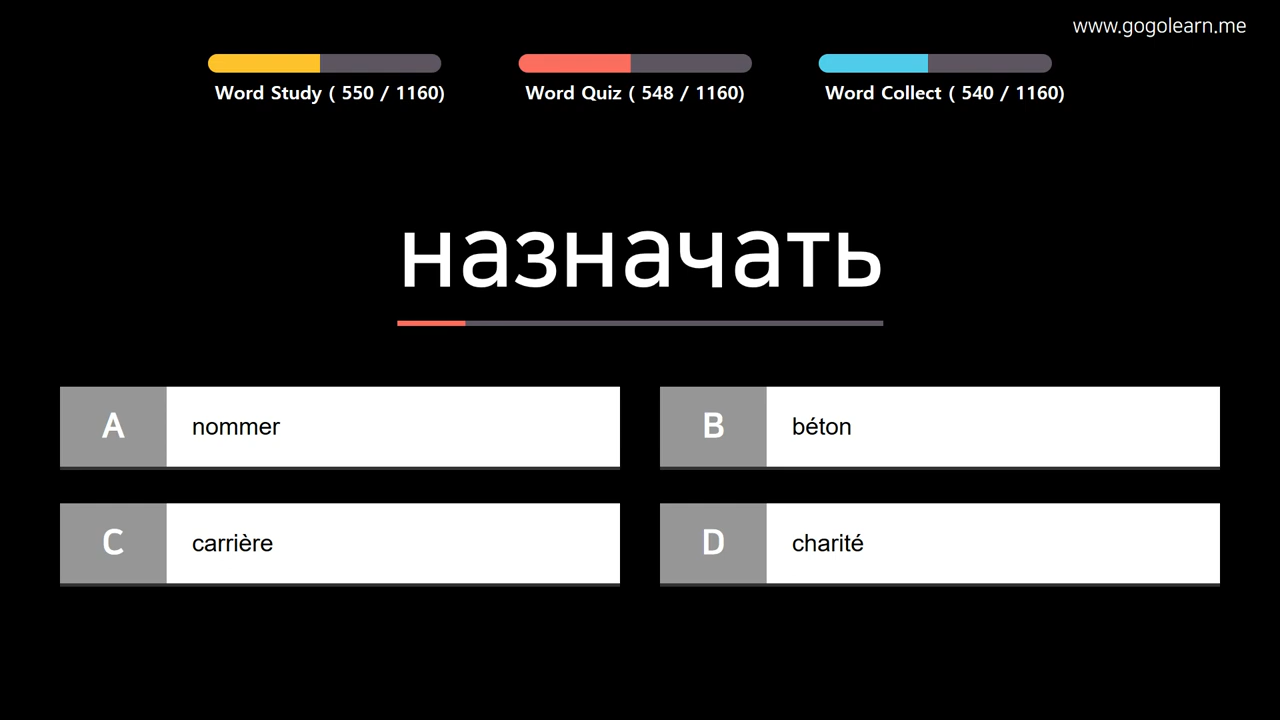 www.gogolearn.me
Word Study ( 550 / 1160)
Word Quiz ( 548 / 1160)
Word Collect ( 540 / 1160)
назначать
A nommer
B béton
C carrière
D charité